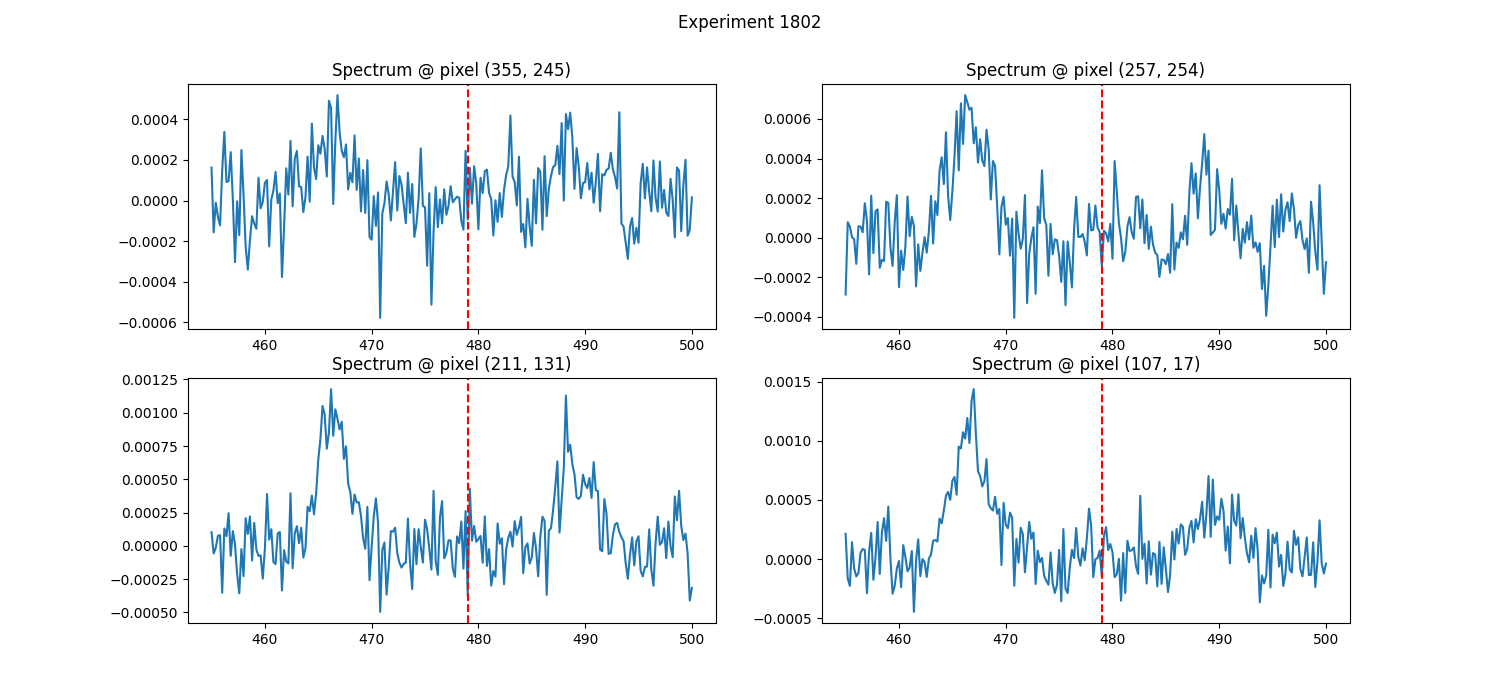 Experiment 1802
Spectrum @ pixel (355, 245)
0.0004
0.0002
0.0000
−0.0002
−0.0004
−0.0006
460 470 480 490 500
Spectrum @ pixel (257, 254)
0.0006
0.0004
0.0002
0.0000
−0.0002
−0.0004
460 470 480 490 500
Spectrum @ pixel (211, 131)
0.00125
0.00100
0.00075
0.00050
0.00025
0.00000
−0.00025
−0.00050
460 470 480 490 500
Spectrum @ pixel (107, 17)
0.0015
0.0010
0.0005
0.0000
−0.0005
460 470 480 490 500